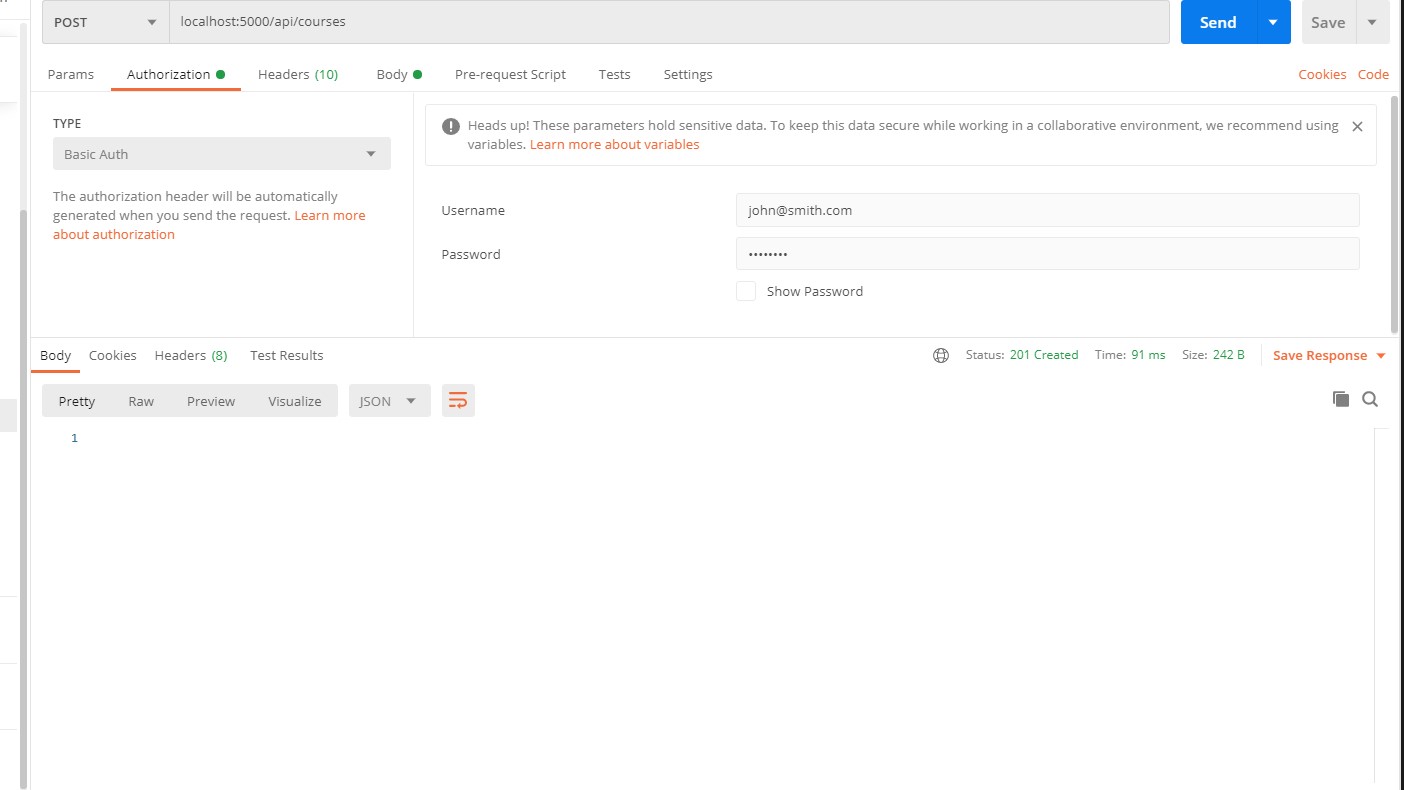 POST localhost:5000/api/courses Send Save
Params Authorization Headers (10) Body Pre-request Script Tests Settings Cookies Code
TYPE
Basic Auth
The authorization header will be automatically
generated when you send the request. Learn more
about authorization
Heads up! These parameters hold sensitive data. To keep this data secure while working in a collaborative environment, we recommend using
variables. Learn more about variables
Username john@smith.com
Password ••••••••
Show Password
Body Cookies Headers (8) Test Results Status: 201 Created Time: 91 ms Size: 242 B Save Response
Pretty Raw Preview Visualize JSON
1